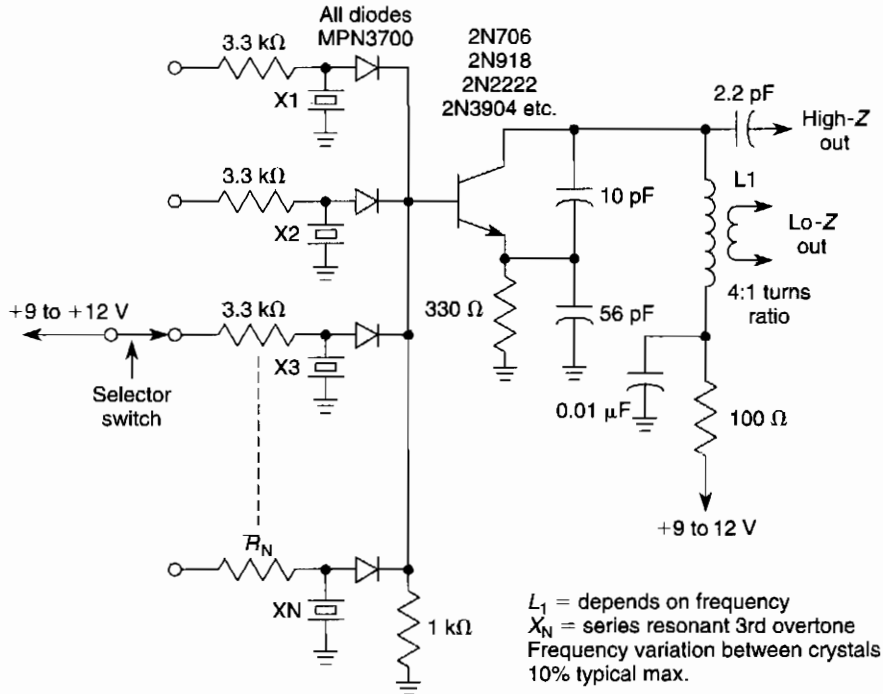 All diodes
MPN3700
3.3 kΩ
X1
2N706
2N918
2N2222
2N3904 etc.
2.2 pF
High-Z
out
3.3 kΩ
X2
10 pF
L1
Lo-Z
out
4:1 turns
ratio
+9 to +12 V
3.3 kΩ
X3
Selector
switch
330 Ω
56 pF
0.01 μF
100 Ω
+9 to 12 V
RN
XN
1 kΩ
L1 = depends on frequency
XN = series resonant 3rd overtone
Frequency variation between crystals
10% typical max.